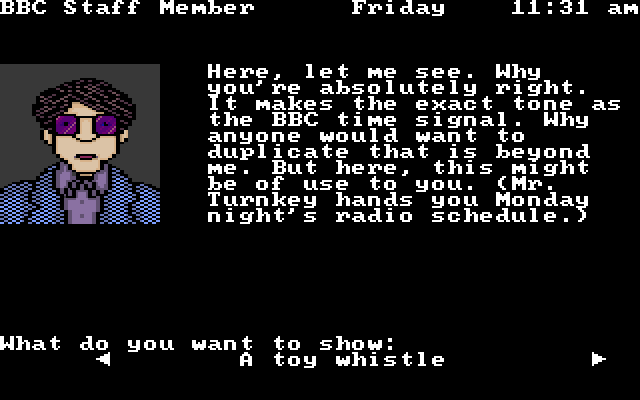 BBC Staff Member Friday 11:31 am
Here, let me see. Why
you're absolutely right.
It makes the exact tone as
the BBC time signal. Why
anyone would want to
duplicate that is beyond
me. But here, this might
be of use to you. (Mr.
Turnkey hands you Monday
night's radio schedule.)
What do you want to show:
A toy whistle